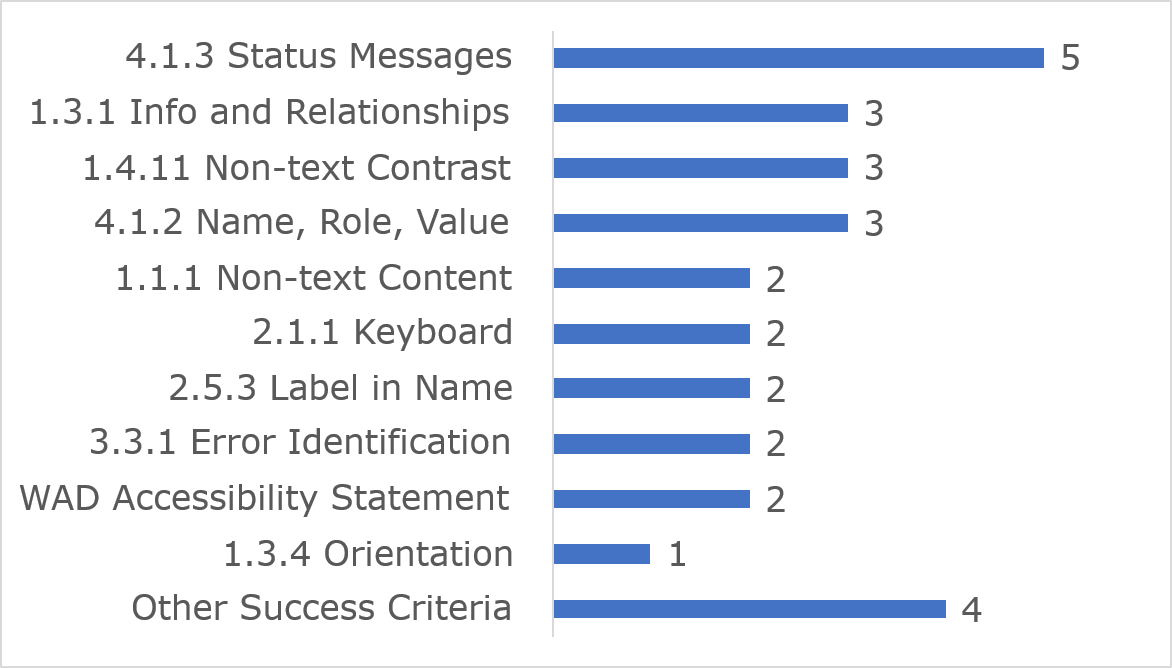 4.1.3 Status Messages 5
1.3.1 Info and Relationships 3
1.4.11 Non-text Contrast 3
4.1.2 Name, Role, Value 3
1.1.1 Non-text Content 2
2.1.1 Keyboard 2
2.5.3 Label in Name 2
3.3.1 Error Identification 2
WAD Accessibility Statement 2
1.3.4 Orientation 1
Other Success Criteria 4